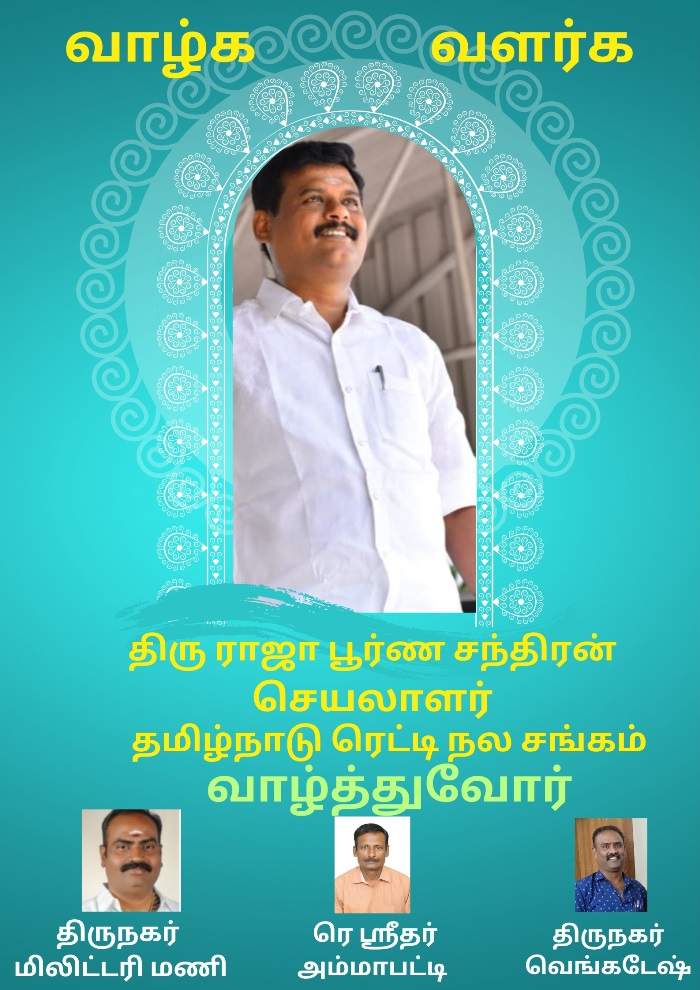 வாழ்க வளர்க
திரு ராஜா பூர்ண சந்திரன்
செயலாளர்
தமிழ்நாடு ரெட்டி நல சங்கம்
வாழ்த்துவோர்
திருநகர்
மிலிட்டரி மணி
ரெ ஸ்ரீதர்
அம்மாபட்டி
திருநகர்
வெங்கடேஷ்